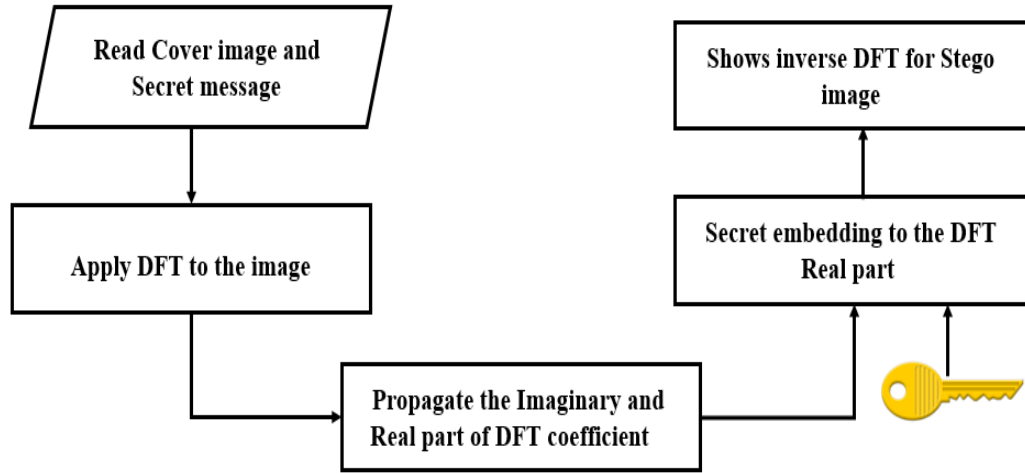 Read Cover image and
Secret message
Apply DFT to the image
Propagate the Imaginary and
Real part of DFT coefficient
Secret embedding to the DFT
Real part
Shows inverse DFT for Stego
image